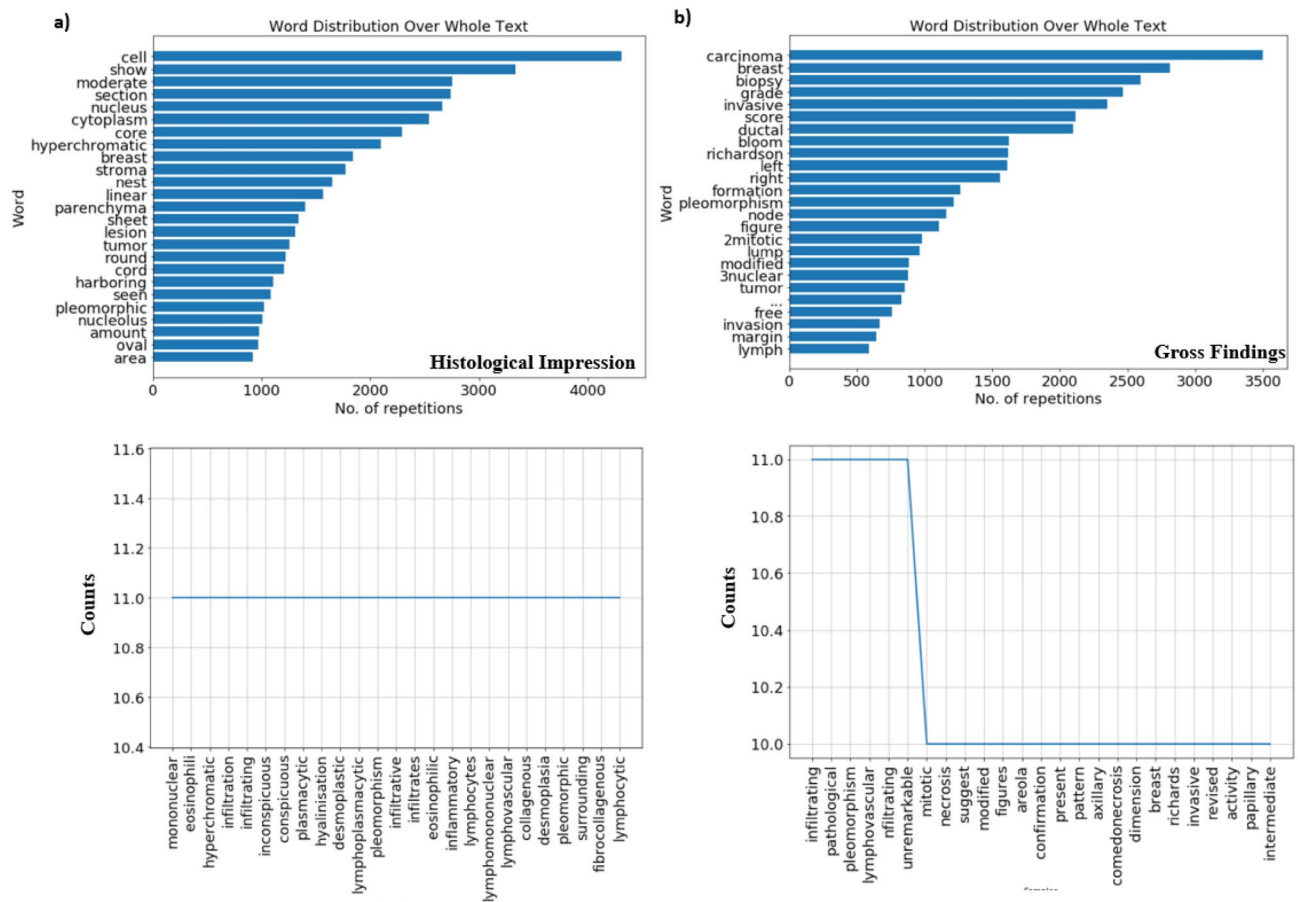 a)
Word Distribution Over Whole Text
Word
cell
show
moderate
section
nucleus
cytoplasm
core
hyperchromatic
breast
stroma
nest
linear
parenchyma
sheet
lesion
tumor
round
cord
harboring
seen
pleomorphic
nucleolus
amount
oval
area
Histological Impression
0 1000 2000 3000 4000
No. of repetitions
b)
Word Distribution Over Whole Text
Word
carcinoma
breast
biopsy
grade
invasive
score
ductal
bloom
richardson
left
right
formation
pleomorphism
node
figure
2mitotic
lump
modified
3nuclear
tumor
...
free
invasion
margin
lymph
Gross Findings
0 500 1000 1500 2000 2500 3000 3500
No. of repetitions
Counts
11.6
11.4
11.2
11.0
10.8
10.6
10.4
mononuclear
eosinophili
hyperchromatic
infiltration
infiltrating
inconspicuous
conspicuous
plasmacytic
hyalinisation
desmoplastic
lymphoplasmacytic
pleomorphism
infiltrative
infiltrates
eosinophilic
inflammatory
lymphocytes
lymphomononuclear
lymphovascular
collagenous
desmoplasia
pleomorphic
surrounding
fibrocollagenous
lymphocytic
Counts
11.0
10.8
10.6
10.4
10.2
10.0
infiltrating
pathological
pleomorphism
lymphovascular
nfiltrating
unremarkable
mitotic
necrosis
suggest
modified
figures
areola
confirmation
present
pattern
axillary
comedonecrosis
dimension
breast
richards
invasive
revised
activity
papillary
intermediate